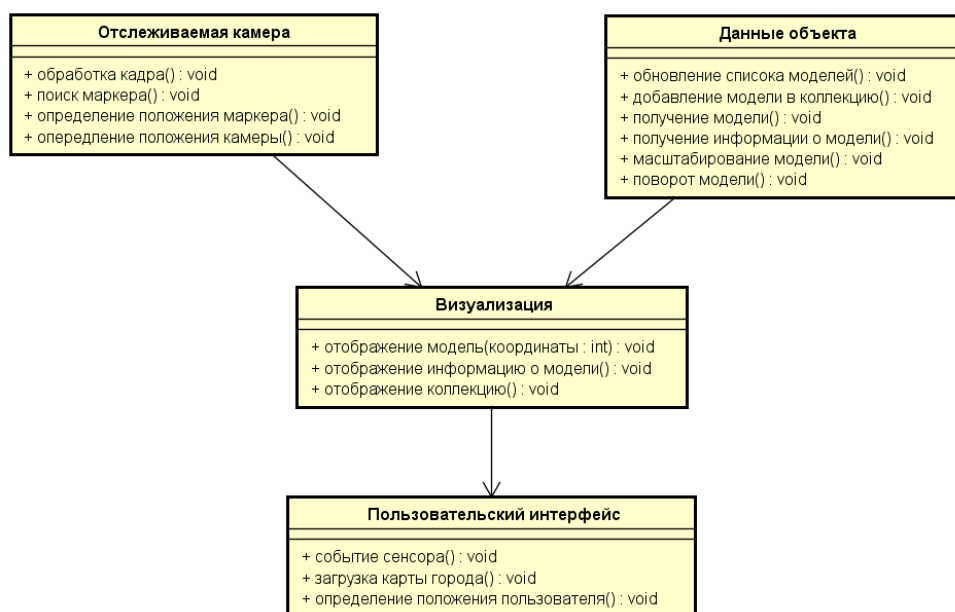 Отслеживаемая камера
+ обработка кадра() : void
+ поиск маркера() : void
+ определение положения маркера() : void
+ опередление положения камеры() : void
Данные объекта
+ обновление списока моделей() : void
+ добавление модели в коллекцию() : void
+ получение модели() : void
+ получение информации о модели() : void
+ масштабирование модели() : void
+ поворот модели() : void
Визуализация
+ отображение модель(координаты : int) : void
+ отображение информацию о модели() : void
+ отображение коллекцию() : void
Пользовательский интерфейс
+ событие сенсора() : void
+ загрузка карты города() : void
+ определение положения пользователя() : void